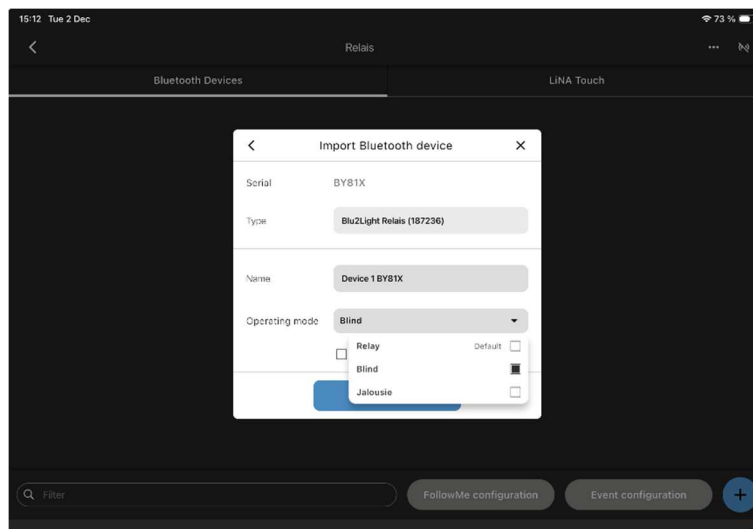 15:12 Tue 2 Dec 73 %
Relais
Bluetooth Devices LiNA Touch
Import Bluetooth device
Serial BY81X
Type Blu2Light Relais (187236)
Name Device 1 BY81X
Operating mode Blind
Relay Default
Blind
Jalousie
Filter FollowMe configuration Event configuration